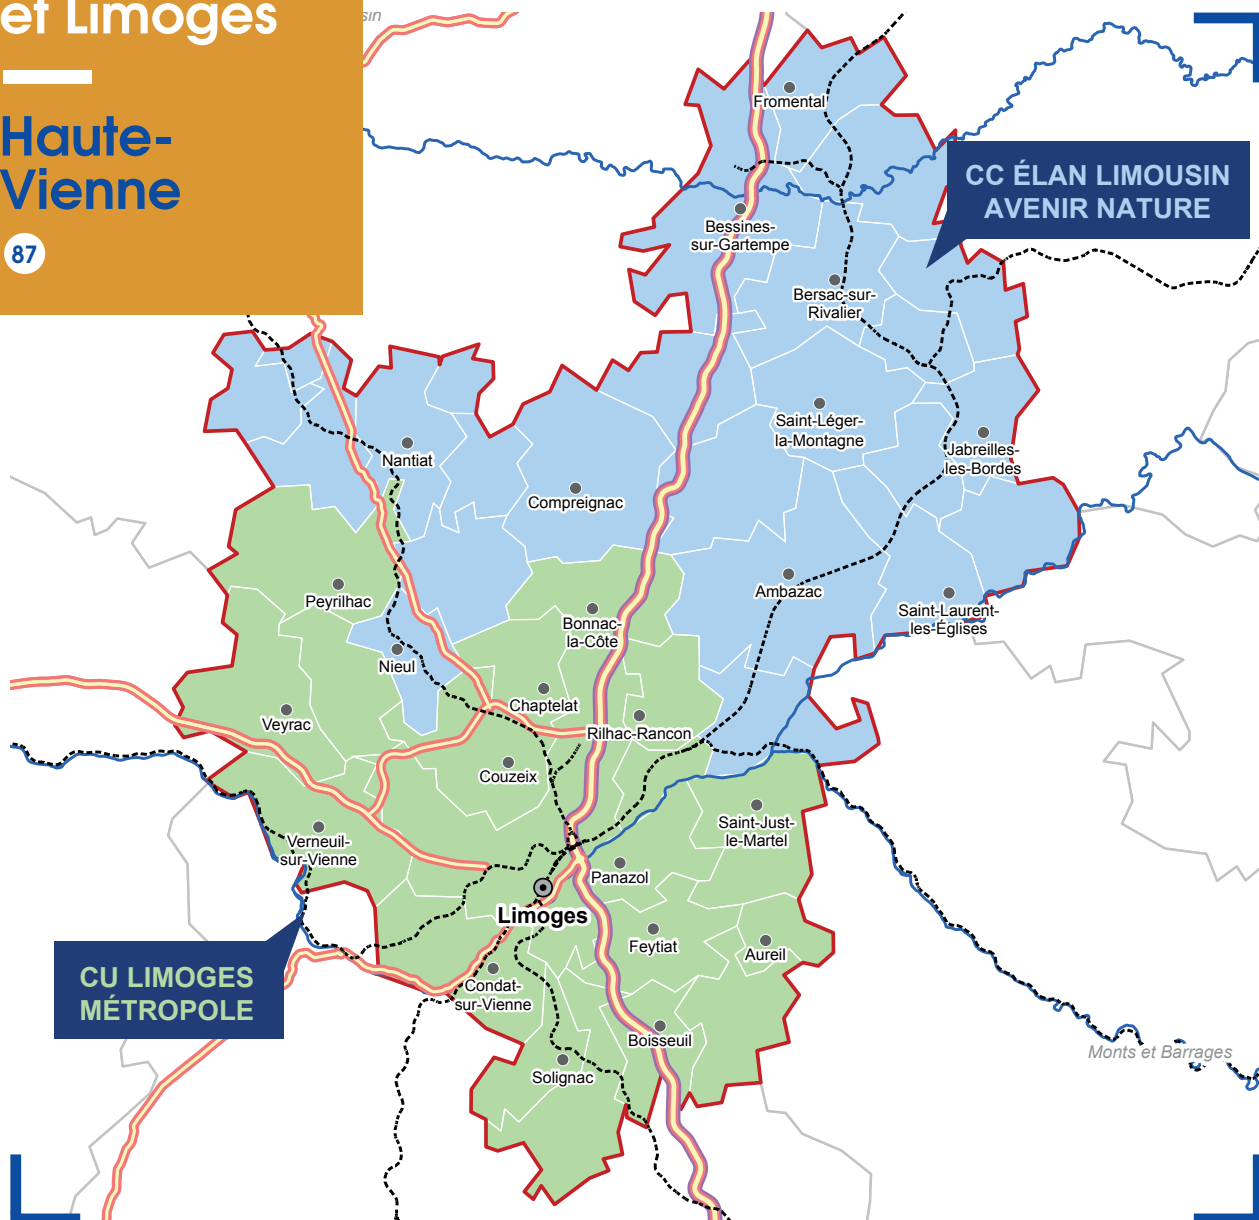 et Limoges
Haute-
Vienne
87
Fromental
CC ÉLAN LIMOUSIN
AVENIR NATURE
Bessines-
sur-Gartempe
Bersac-sur-
Rivalier
Saint-Léger-
la-Montagne
Jabreilles-
les-Bordes
Nantiat
Compreignac
Ambazac
Saint-Laurent-
les-Églises
Peyrilhac
Bonnac-
la-Côte
Nieul
Chaptelat
Veyrac
Rilhac-Rancon
Couzeix
Saint-Just-
le-Martel
Verneuil-
sur-Vienne
Panazol
Limoges
Feytiat
Aureil
CU LIMOGES
MÉTROPOLE
Condat-
sur-Vienne
Boisseuil
Solignac
Monts et Barrages